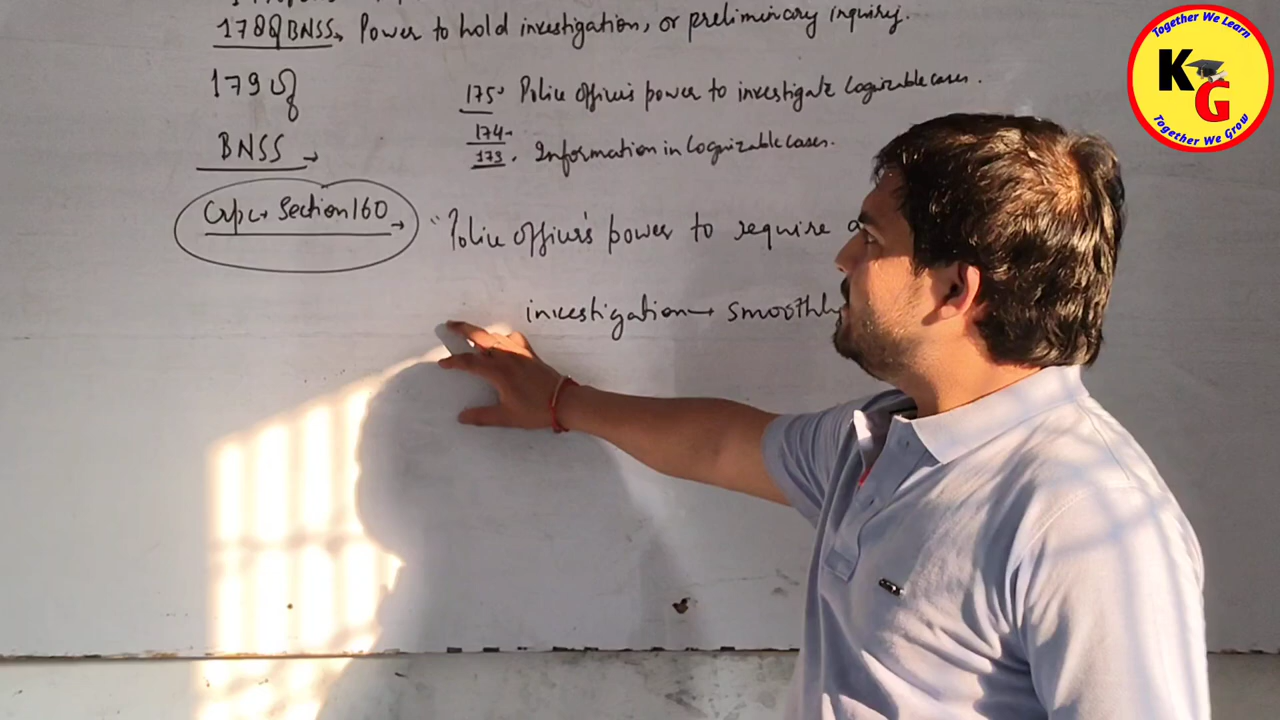 178 of BNSS → Power to hold investigation, or preliminary inquiry.
179 of
BNSS →
175. Police officer's power to investigate Cognizable cases.
174.
173. Information in Cognizable cases.
Crpc → Section 160 → "Police officer's power to require a
investigation → smoothly
Together We Learn
KG
Together We Grow